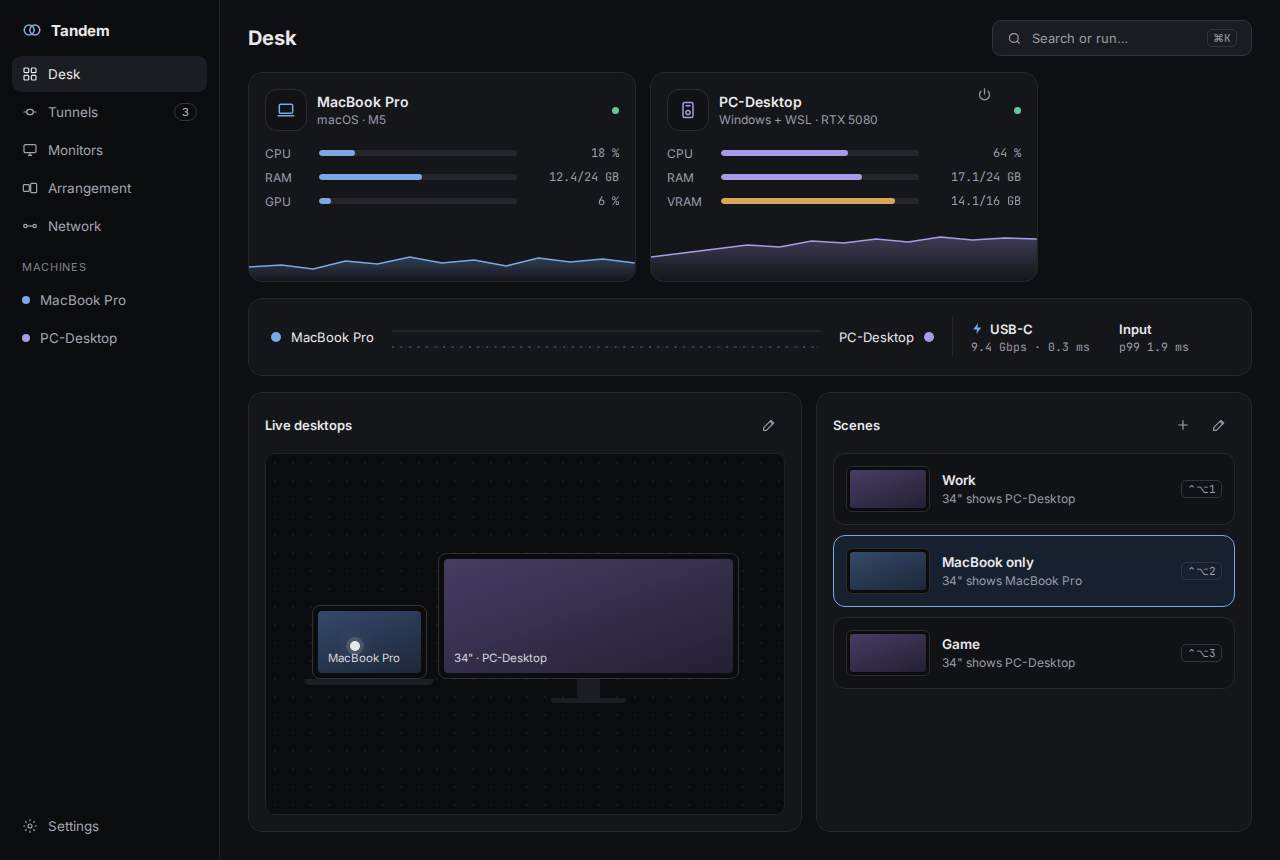 Tandem
Desk
Tunnels 3
Monitors
Arrangement
Network
MACHINES
MacBook Pro
PC-Desktop
Settings
Desk
Search or run... ⌘K
MacBook Pro
macOS · M5
CPU 18 %
RAM 12.4/24 GB
GPU 6 %
PC-Desktop
Windows + WSL · RTX 5080
CPU 64 %
RAM 17.1/24 GB
VRAM 14.1/16 GB
MacBook Pro
PC-Desktop
USB-C
9.4 Gbps · 0.3 ms
Input
p99 1.9 ms
Live desktops
MacBook Pro
34" · PC-Desktop
Scenes
Work
34" shows PC-Desktop
⌃⌥1
MacBook only
34" shows MacBook Pro
⌃⌥2
Game
34" shows PC-Desktop
⌃⌥3